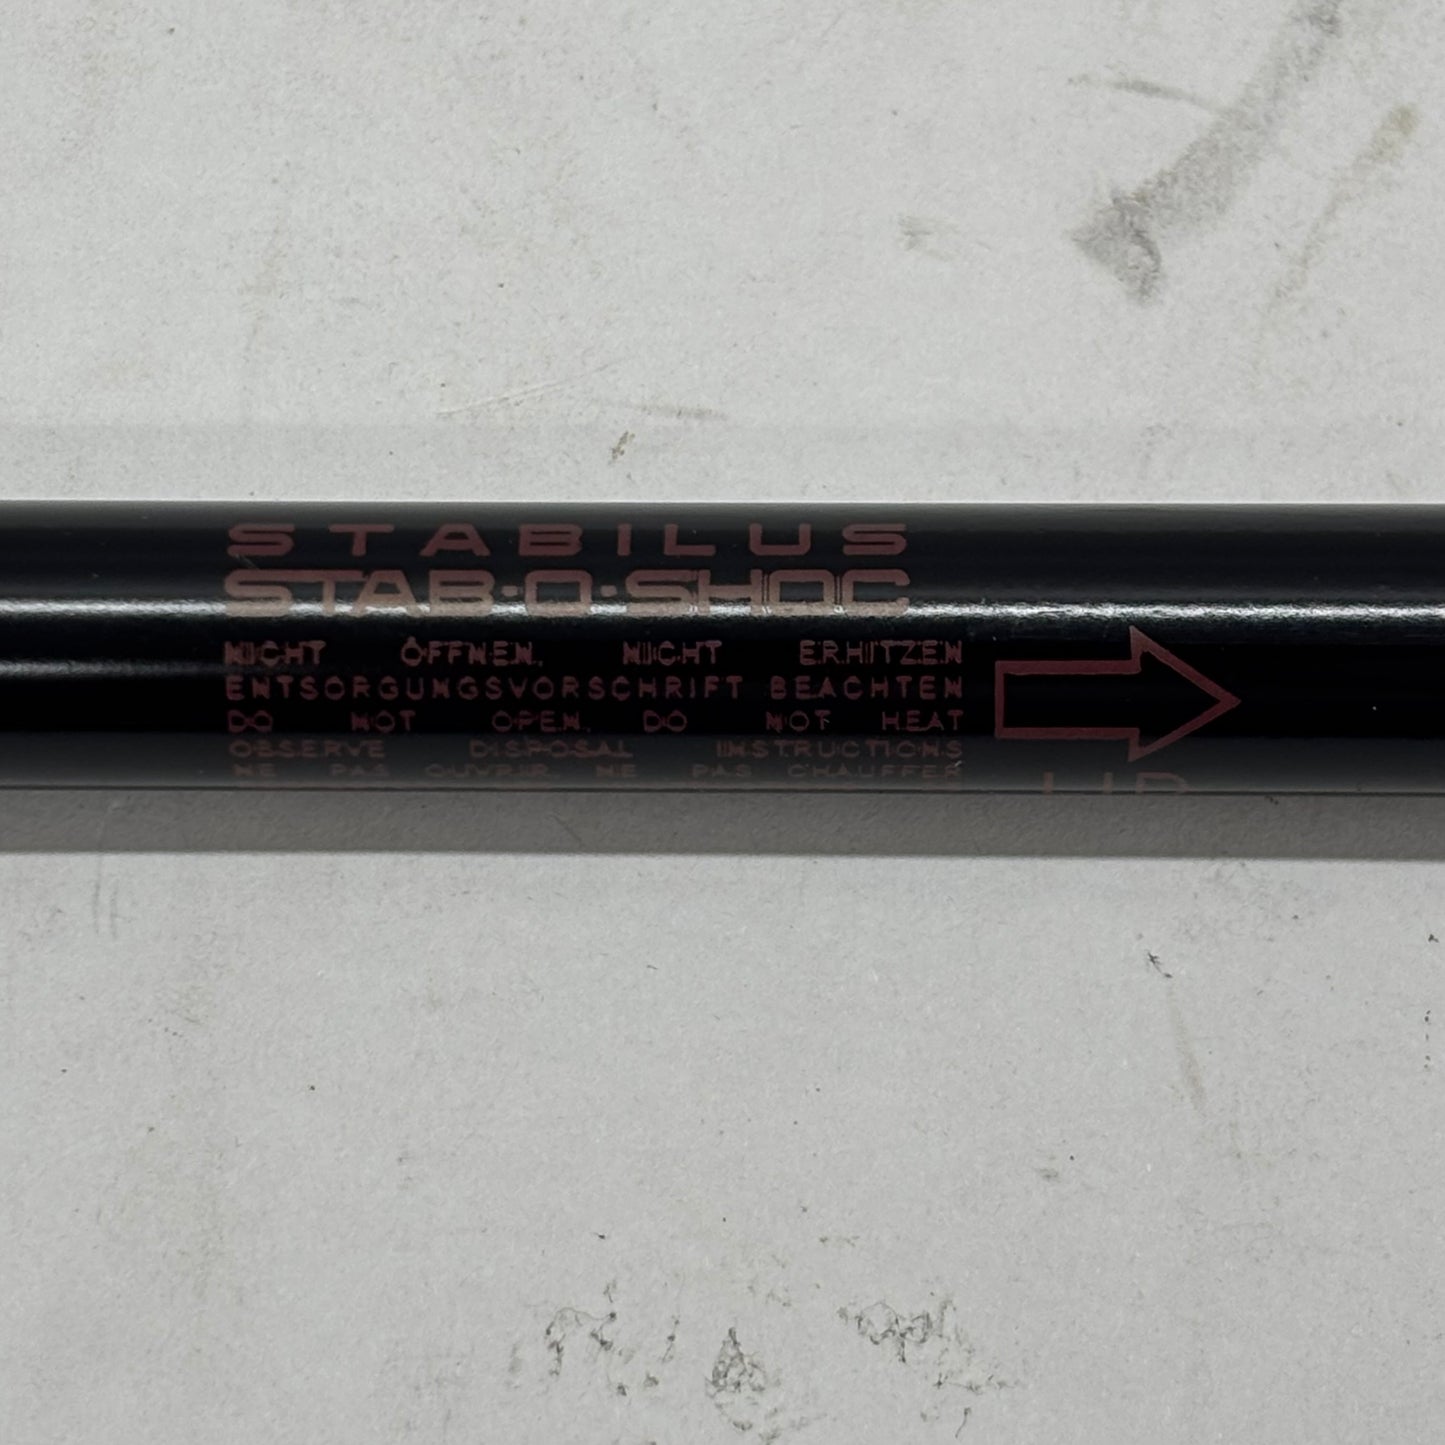 STABILUS
STAB·O·SHOC
NICHT ÖFFNEN. NICHT ERHITZEN
ENTSORGUNGSVORSCHRIFT BEACHTEN
DO NOT OPEN. DO NOT HEAT
OBSERVE DISPOSAL INSTRUCTIONS
NE PAS OUVRIR. NE PAS CHAUFFER